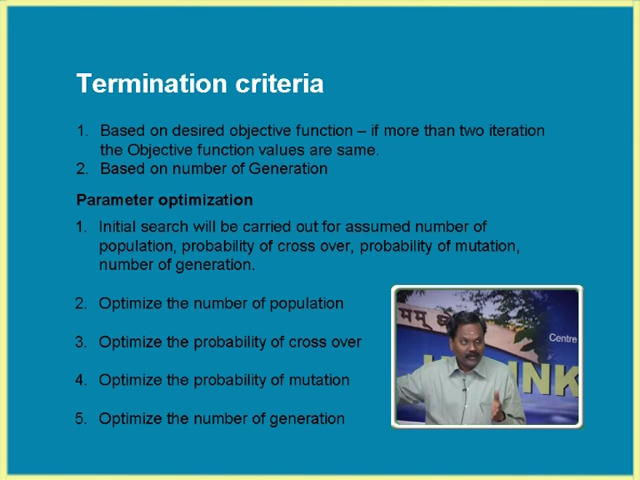 Termination criteria
1. Based on desired objective function – if more than two iteration
the Objective function values are same.
2. Based on number of Generation
Parameter optimization
1. Initial search will be carried out for assumed number of
population, probability of cross over, probability of mutation,
number of generation.
2. Optimize the number of population
3. Optimize the probability of cross over
4. Optimize the probability of mutation
5. Optimize the number of generation
Centre